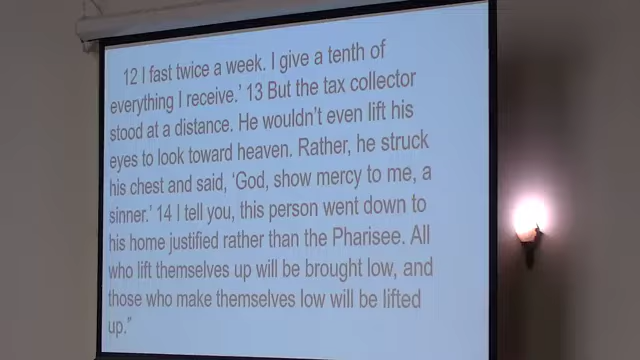 12 I fast twice a week. I give a tenth of
everything I receive.’ 13 But the tax collector
stood at a distance. He wouldn’t even lift his
eyes to look toward heaven. Rather, he struck
his chest and said, ‘God, show mercy to me, a
sinner.’ 14 I tell you, this person went down to
his home justified rather than the Pharisee. All
who lift themselves up will be brought low, and
those who make themselves low will be lifted
up.”